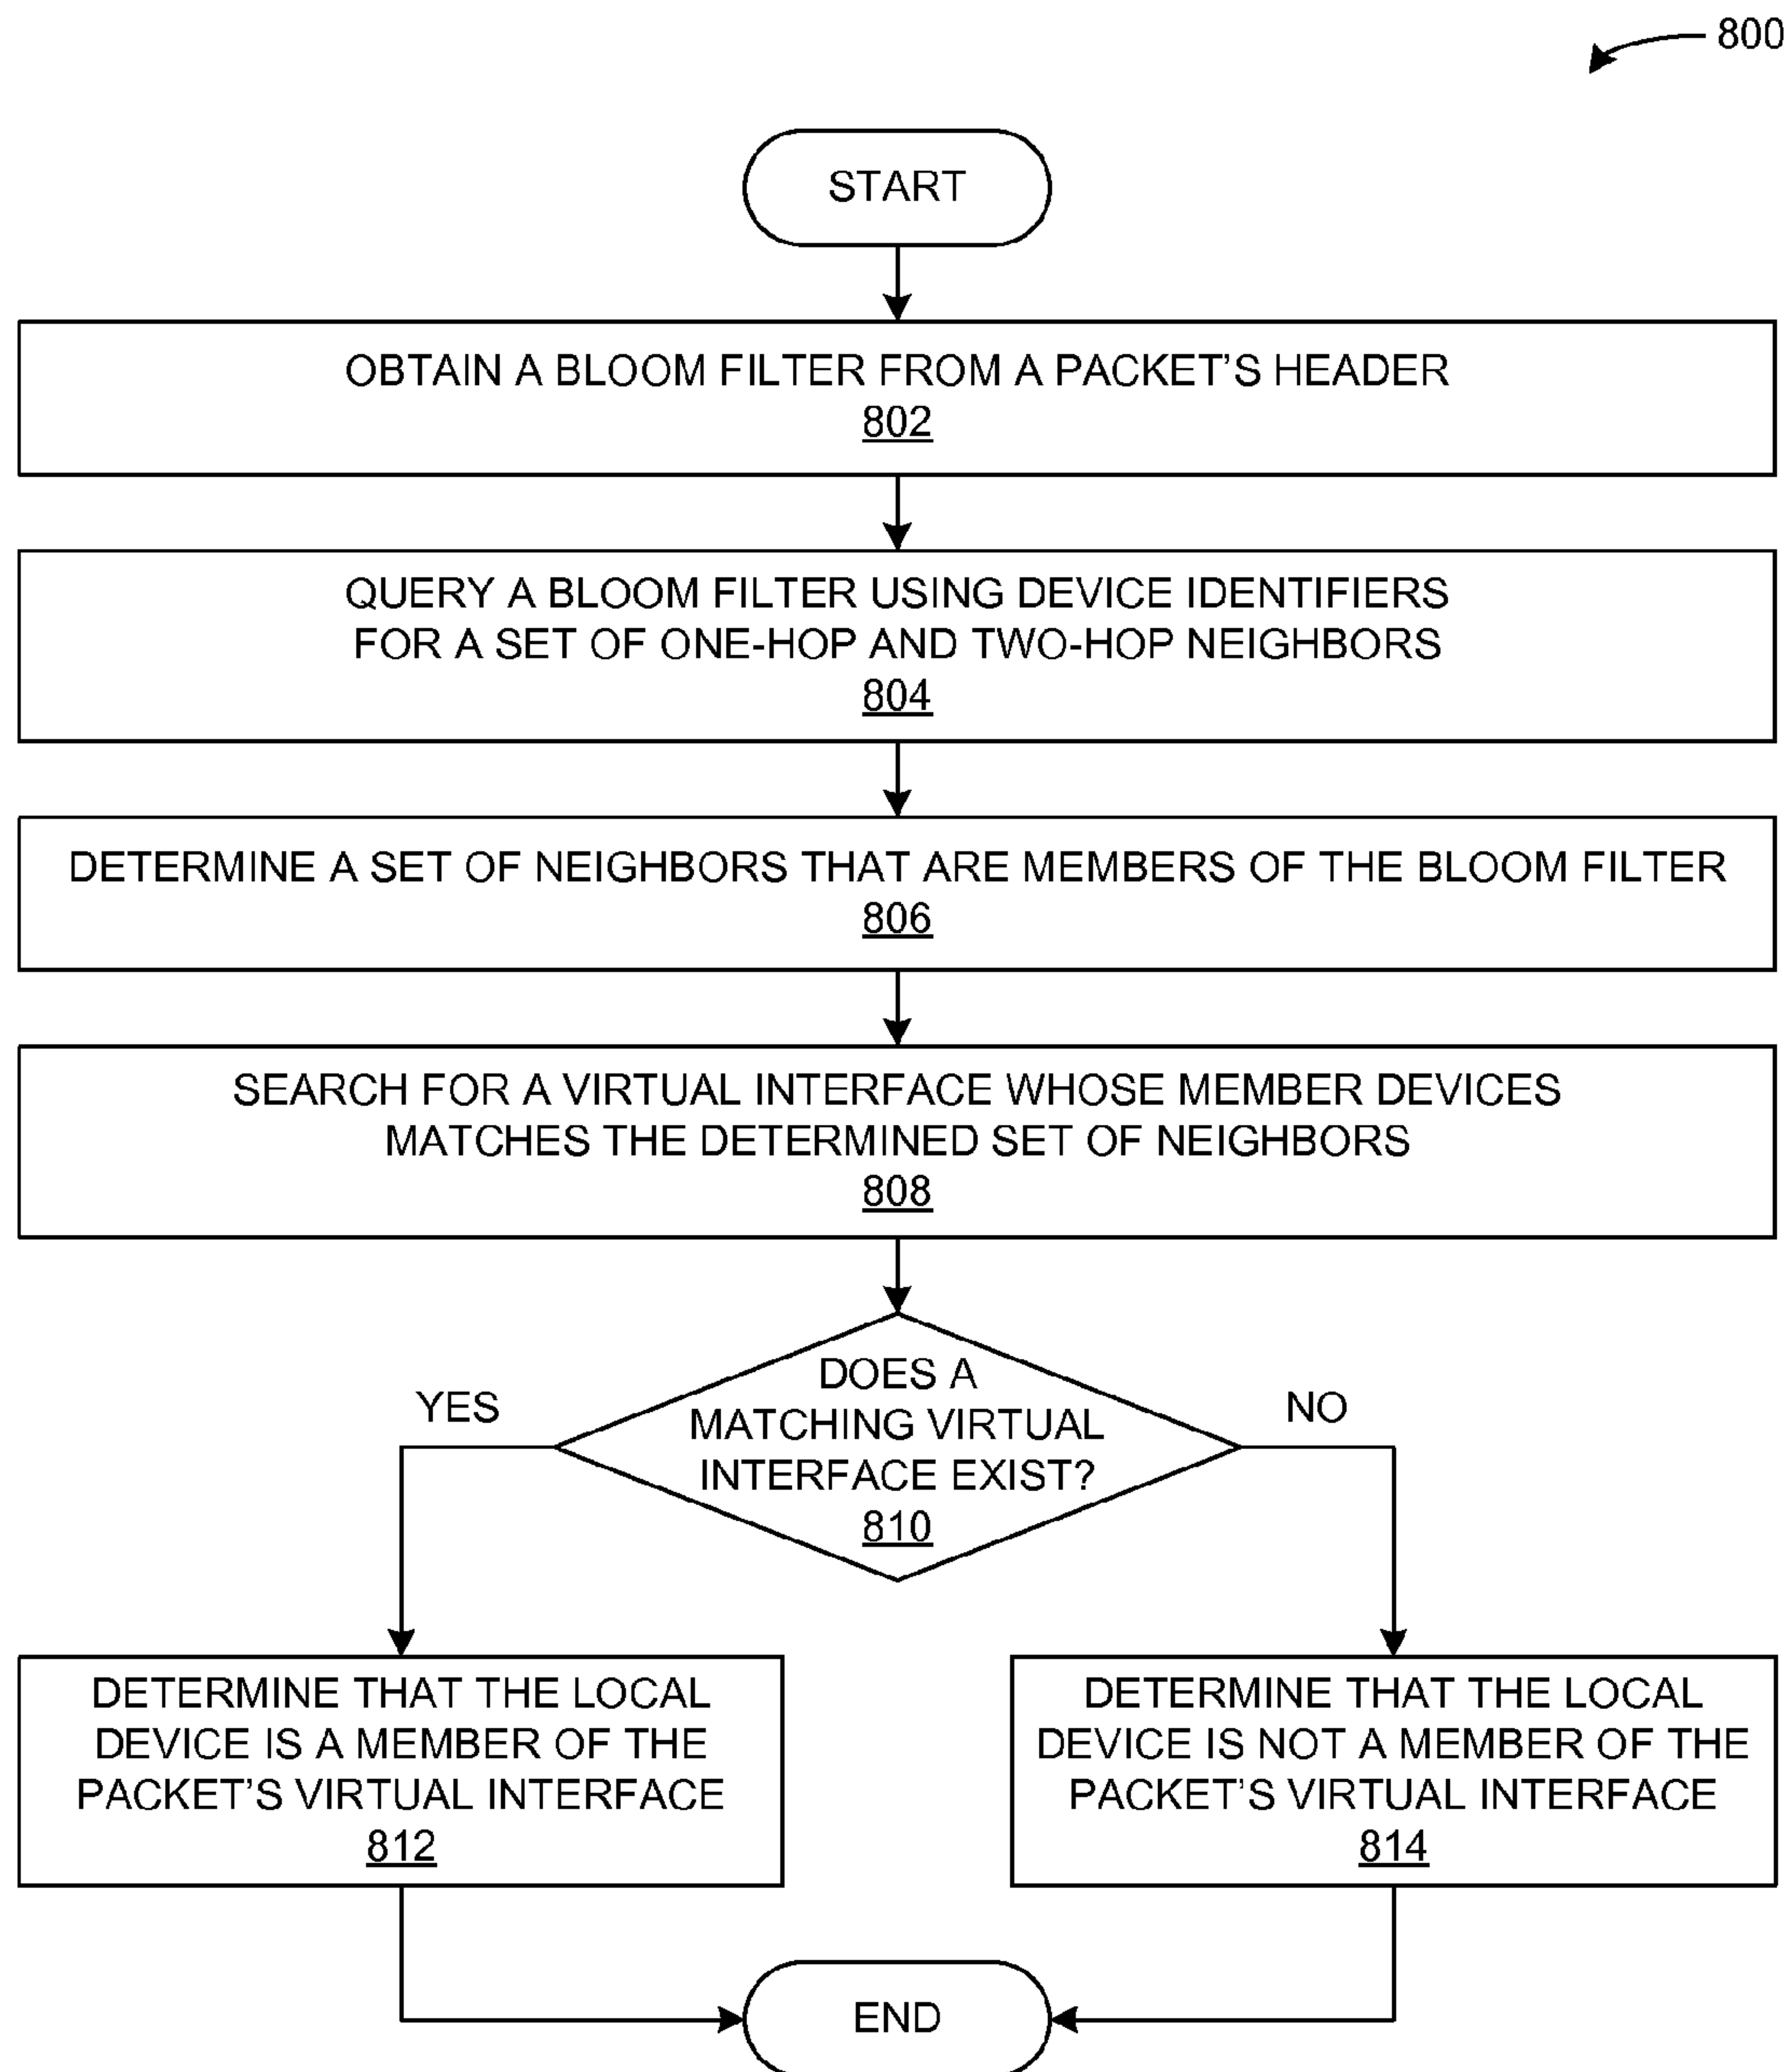 800
START
OBTAIN A BLOOM FILTER FROM A PACKET'S HEADER
802
QUERY A BLOOM FILTER USING DEVICE IDENTIFIERS
FOR A SET OF ONE-HOP AND TWO-HOP NEIGHBORS
804
DETERMINE A SET OF NEIGHBORS THAT ARE MEMBERS OF THE BLOOM FILTER
806
SEARCH FOR A VIRTUAL INTERFACE WHOSE MEMBER DEVICES
MATCHES THE DETERMINED SET OF NEIGHBORS
808
DOES A
MATCHING VIRTUAL
INTERFACE EXIST?
810
YES
NO
DETERMINE THAT THE LOCAL
DEVICE IS A MEMBER OF THE
PACKET'S VIRTUAL INTERFACE
812
DETERMINE THAT THE LOCAL
DEVICE IS NOT A MEMBER OF THE
PACKET'S VIRTUAL INTERFACE
814
END